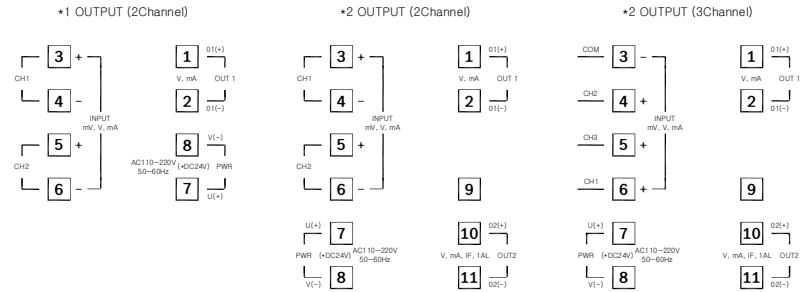 *1 OUTPUT (2Channel)
3 +
CH1
4 −
INPUT
mV, V, mA
5 +
CH2
6 −
1 01(+)
V, mA OUT 1
2 01(−)
8 V(−)
AC110−220V
50−60Hz
(•DC24V) PWR
7 U(+)
*2 OUTPUT (2Channel)
3 +
CH1
4 −
INPUT
mV, V, mA
5 +
CH2
6 −
1 01(+)
V, mA OUT 1
2 01(−)
9
U(+) 7
PWR (•DC24V) AC110−220V
50−60Hz
V(−) 8
10 02(+)
V, mA, IF, 1AL OUT2
11 02(−)
*2 OUTPUT (3Channel)
COM 3 −
CH2 4 +
INPUT
mV, V, mA
CH3 5 +
CH1 6 +
1 01(+)
V, mA OUT 1
2 01(−)
9
U(+) 7
PWR (•DC24V) AC110−220V
50−60Hz
V(−) 8
10 02(+)
V, mA, IF, 1AL OUT2
11 02(−)